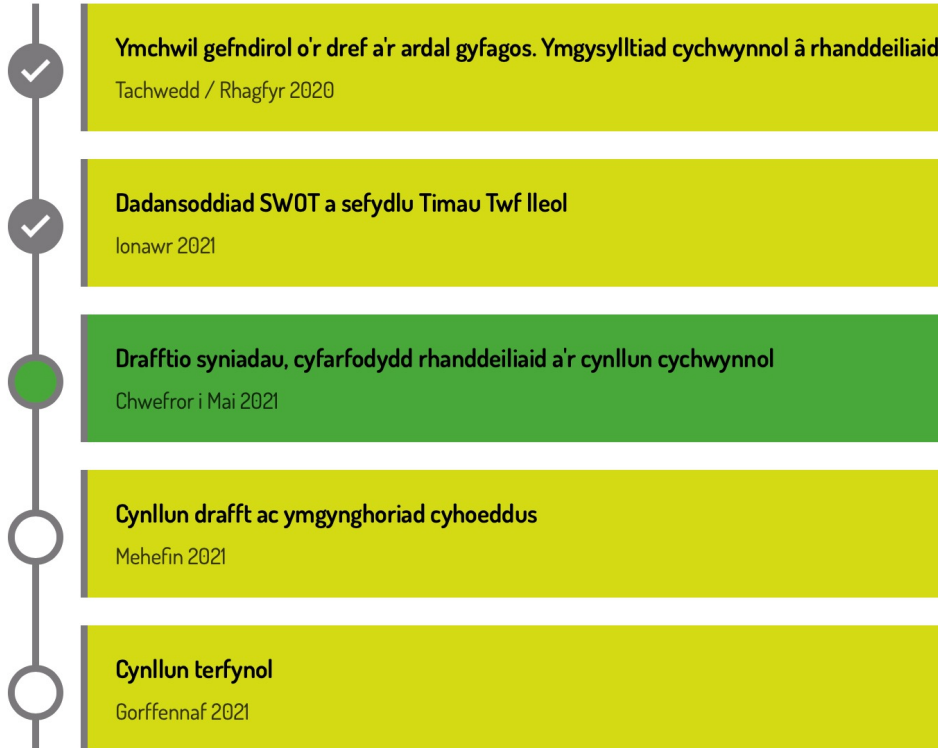 Ymchwil gefndirol o'r dref a'r ardal gyfagos. Ymgysylltiad cychwynnol â rhanddeiliaid
Tachwedd / Rhagfyr 2020
Dadansoddiad SWOT a sefydlu Timau Twf lleol
Ionawr 2021
Drafftio syniadau, cyfarfodydd rhanddeiliaid a'r cynllun cychwynnol
Chwefror i Mai 2021
Cynllun drafft ac ymgynghoriad cyhoeddus
Mehefin 2021
Cynllun terfynol
Gorffennaf 2021